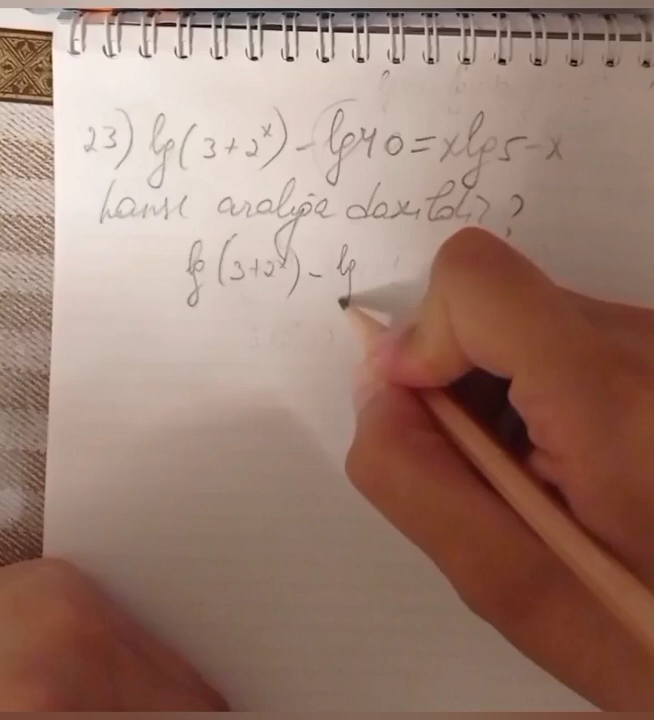 23) lg(3+2^x) - lg40 = xlg5-x
hansı aralığa daxildir?
lg(3+2^x) - lg